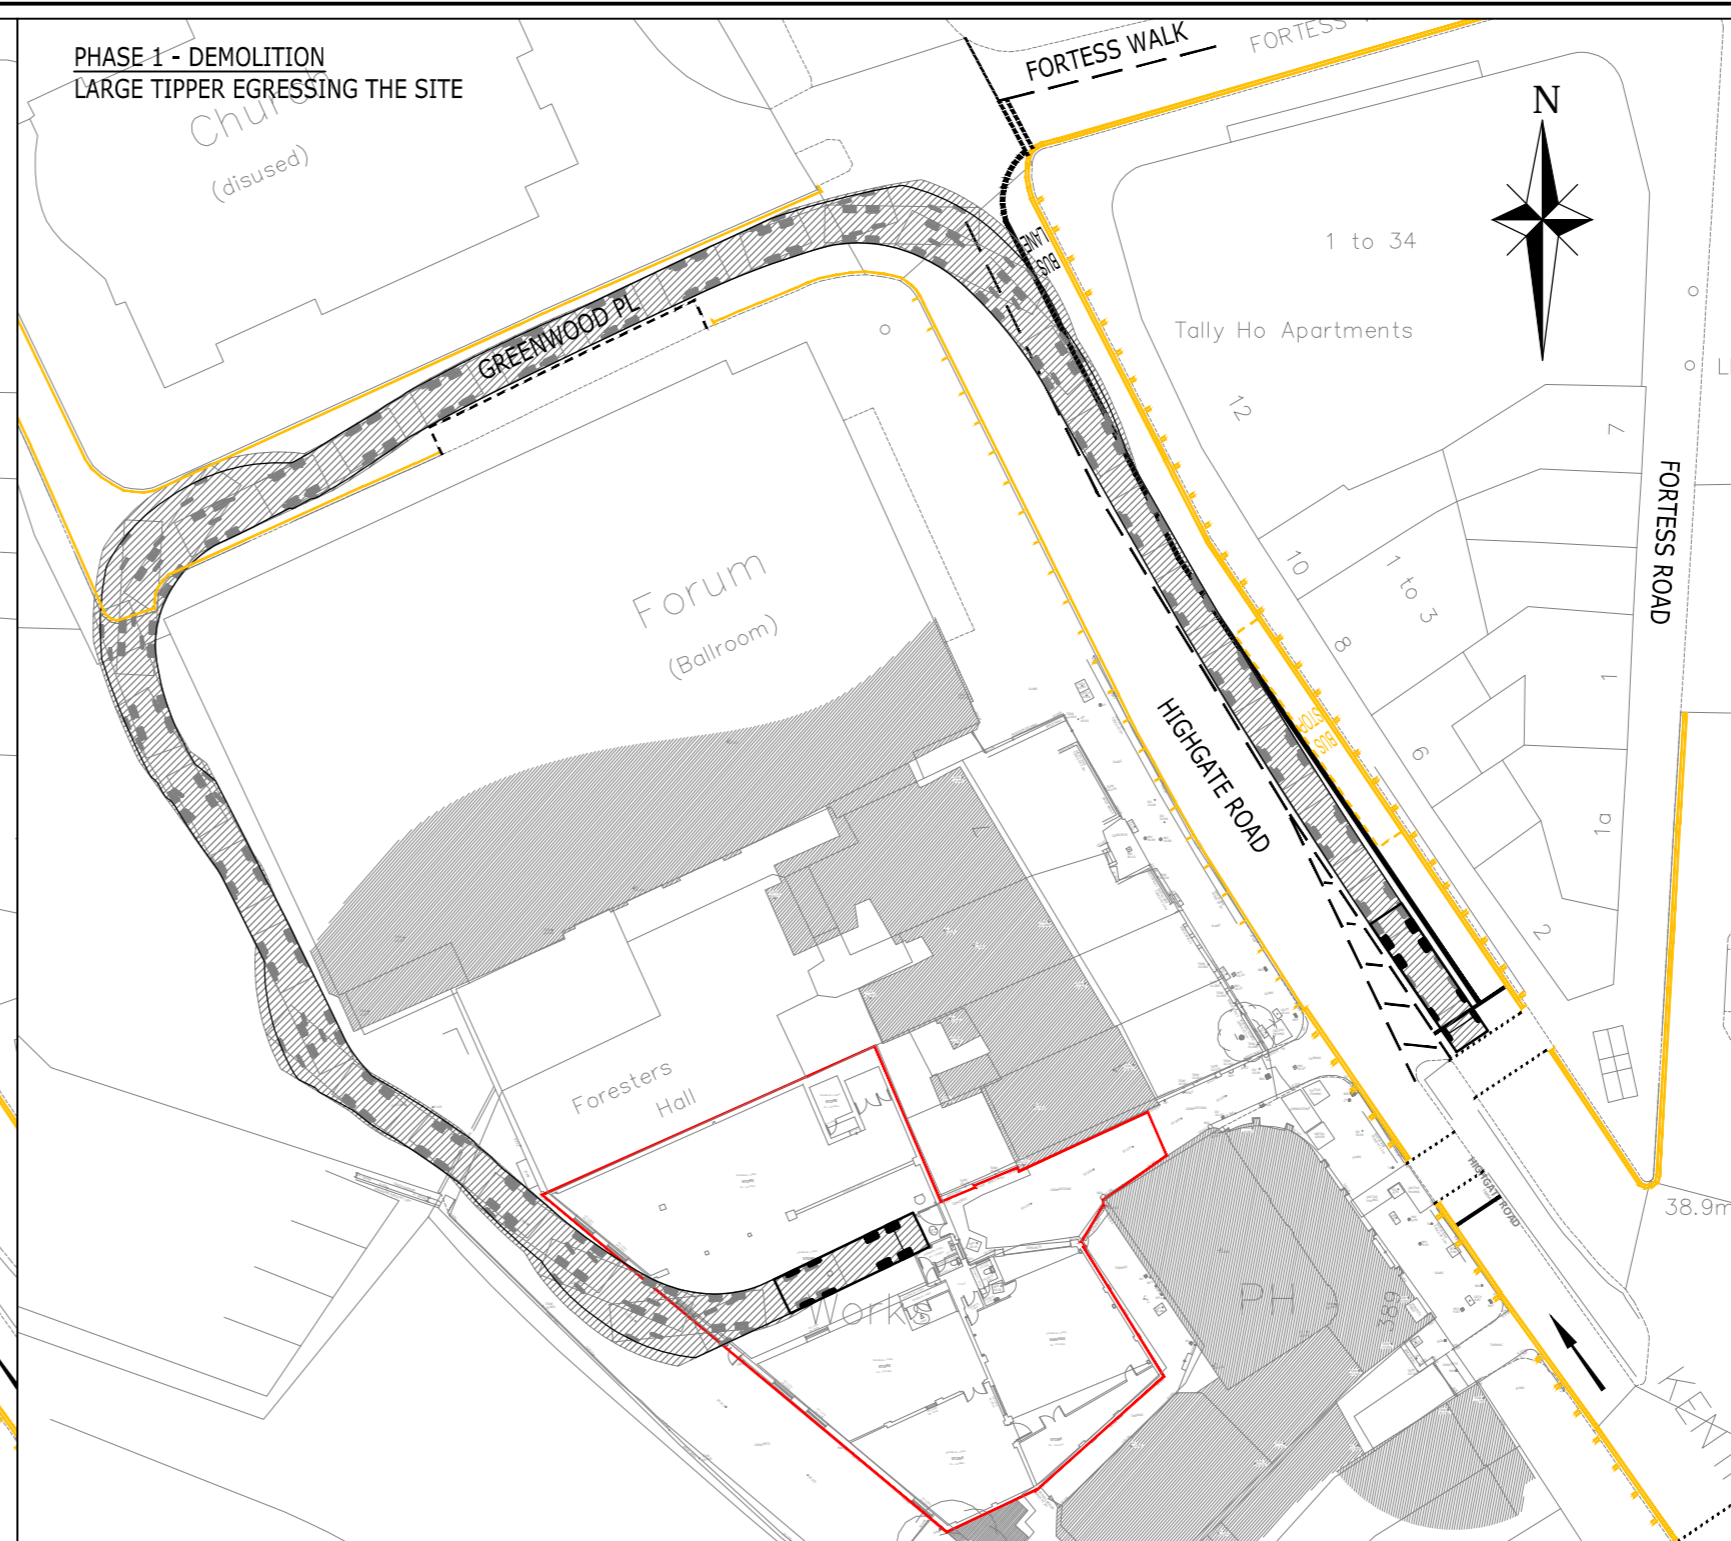 PHASE 1 - DEMOLITION
LARGE TIPPER EGRESSING THE SITE
Church
(disused)
FORTESS WALK
FORTESS
N
1 to 34
Tally Ho Apartments
BUS
LANE
GREENWOOD PL
12
7
FORTESS ROAD
10
1 to 3
8
1
6
1a
2
Forum
(Ballroom)
HIGHGATE ROAD
BUS
STOP
7
Foresters
Hall
HIGHGATE ROAD
38.9m
Works
PH
389
KENT